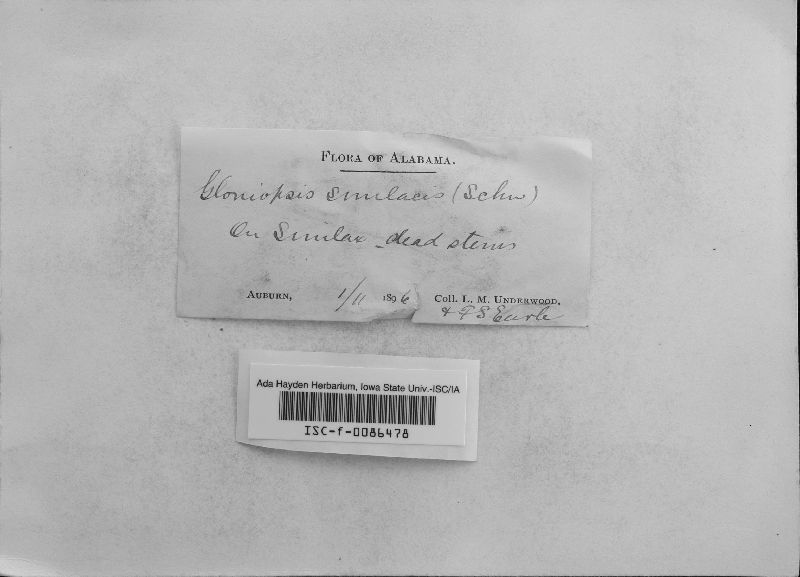 FLORA OF ALABAMA.
Gloniopsis smilacis (Schw)
On Smilax - dead stems
AUBURN, 1/11 1896 COLL. L. M. UNDERWOOD,
& F S Earle
Ada Hayden Herbarium, Iowa State Univ.-ISC/IA
ISC-f-0086478